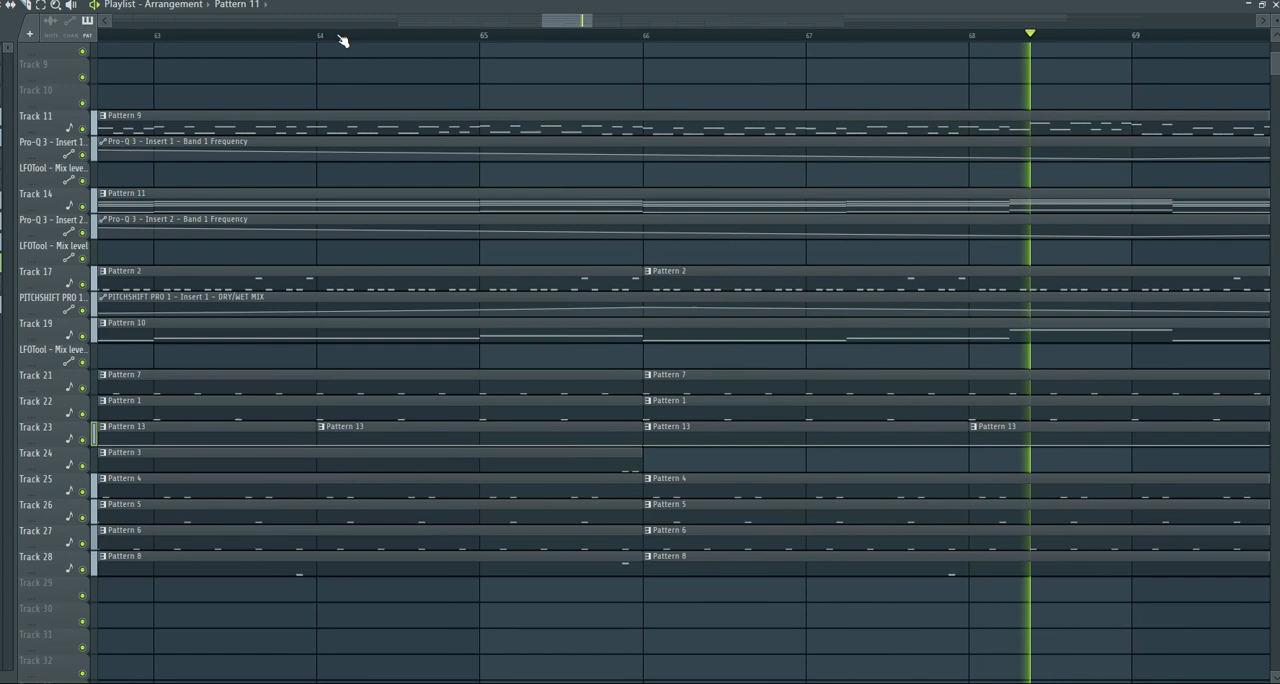 Playlist - Arrangement › Pattern 11 ›
NOTE CHAN PAT
63 64 65 66 67 68 69
Track 9
Track 10
Track 11 Pattern 9
Pro-Q 3 - Insert 1.. Pro-Q 3 - Insert 1 - Band 1 Frequency
LFOTool - Mix leve..
Track 14 Pattern 11
Pro-Q 3 - Insert 2.. Pro-Q 3 - Insert 2 - Band 1 Frequency
LFOTool - Mix level
Track 17 Pattern 2 Pattern 2
PITCHSHIFT PRO 1.. PITCHSHIFT PRO 1 - Insert 1 - DRY/WET MIX
Track 19 Pattern 10
LFOTool - Mix leve..
Track 21 Pattern 7 Pattern 7
Track 22 Pattern 1 Pattern 1
Track 23 Pattern 13 Pattern 13 Pattern 13 Pattern 13
Track 24 Pattern 3
Track 25 Pattern 4 Pattern 4
Track 26 Pattern 5 Pattern 5
Track 27 Pattern 6 Pattern 6
Track 28 Pattern 8 Pattern 8
Track 29
Track 30
Track 31
Track 32